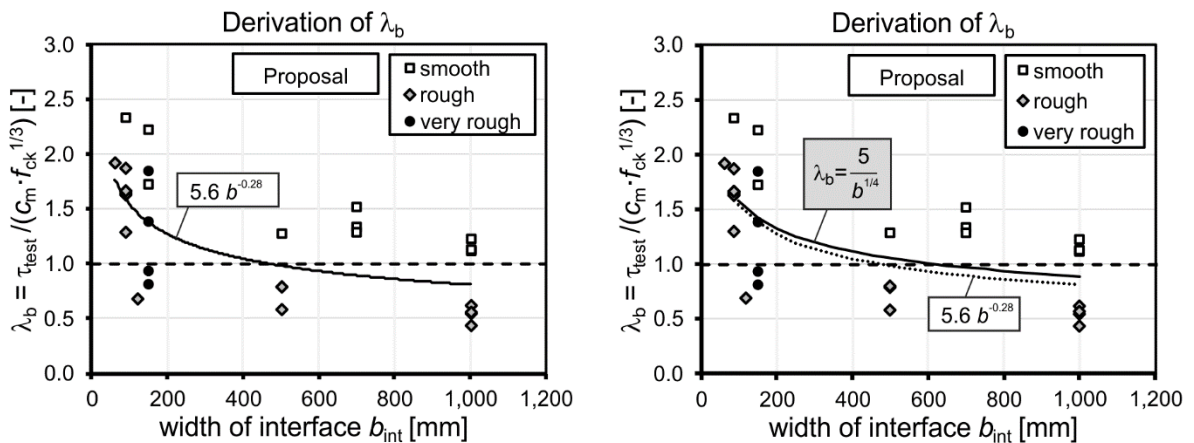 Derivation of λb
3.0
2.5
2.0
1.5
1.0
0.5
0.0
λb = τtest /(cm·fck 1/3) [-]
Proposal
smooth
rough
very rough
5.6 b-0.28
0 200 400 600 800 1,000 1,200
width of interface bint [mm]
Derivation of λb
3.0
2.5
2.0
1.5
1.0
0.5
0.0
λb = τtest /(cm·fck 1/3) [-]
Proposal
smooth
rough
very rough
λb= 5 / b1/4
5.6 b-0.28
0 200 400 600 800 1,000 1,200
width of interface bint [mm]